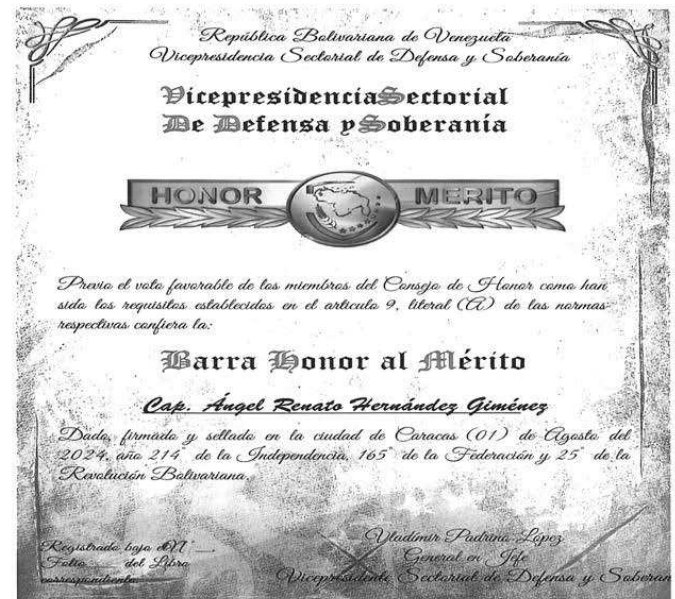 República Bolivariana de Venezuela
Vicepresidencia Sectorial de Defensa y Soberanía
VicepresidenciaSectorial
De Defensa y Soberanía
HONOR MERITO
Previo el voto favorable de los miembros del Consejo de Honor como han
sido los requisitos establecidos en el articulo 9, literal (A) de las normas
respectivas confiera la:
Barra Honor al Mérito
Cap. Ángel Renato Hernández Giménez
Dado, firmado y sellado en la ciudad de Caracas (01) de Agosto del
2024, año 214° de la Independencia, 165° de la Federación y 25° de la
Revolución Bolivariana.
Registrado bajo el N°__,
Folio del Libro
correspondiente
Vladimir Padrino López
General en Jefe
Vicepresidente Sectorial de Defensa y Soberan